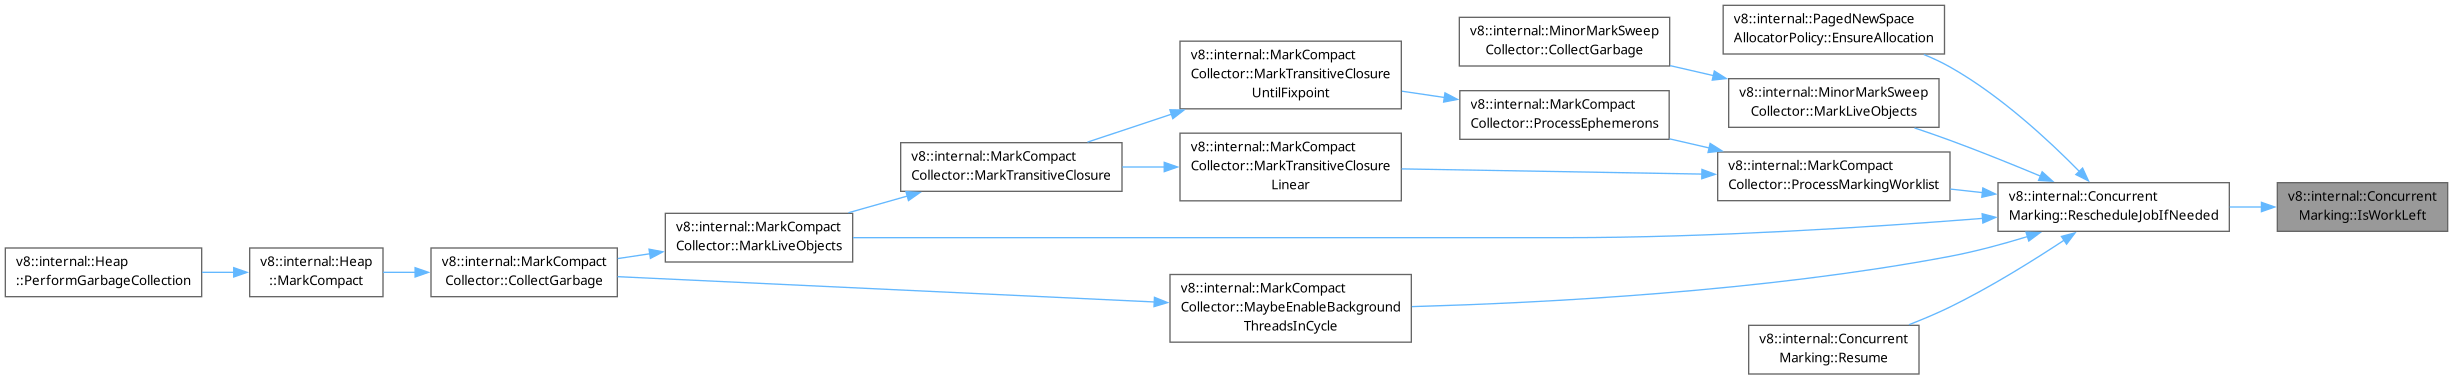 v8::internal::Heap
::PerformGarbageCollection
v8::internal::Heap
::MarkCompact
v8::internal::MarkCompact
Collector::CollectGarbage
v8::internal::MarkCompact
Collector::MarkLiveObjects
v8::internal::MarkCompact
Collector::MarkTransitiveClosure
v8::internal::MarkCompact
Collector::MarkTransitiveClosure
UntilFixpoint
v8::internal::MarkCompact
Collector::MarkTransitiveClosure
Linear
v8::internal::MarkCompact
Collector::MaybeEnableBackground
ThreadsInCycle
v8::internal::MinorMarkSweep
Collector::CollectGarbage
v8::internal::MarkCompact
Collector::ProcessEphemerons
v8::internal::PagedNewSpace
AllocatorPolicy::EnsureAllocation
v8::internal::MinorMarkSweep
Collector::MarkLiveObjects
v8::internal::MarkCompact
Collector::ProcessMarkingWorklist
v8::internal::Concurrent
Marking::Resume
v8::internal::Concurrent
Marking::RescheduleJobIfNeeded
v8::internal::Concurrent
Marking::IsWorkLeft